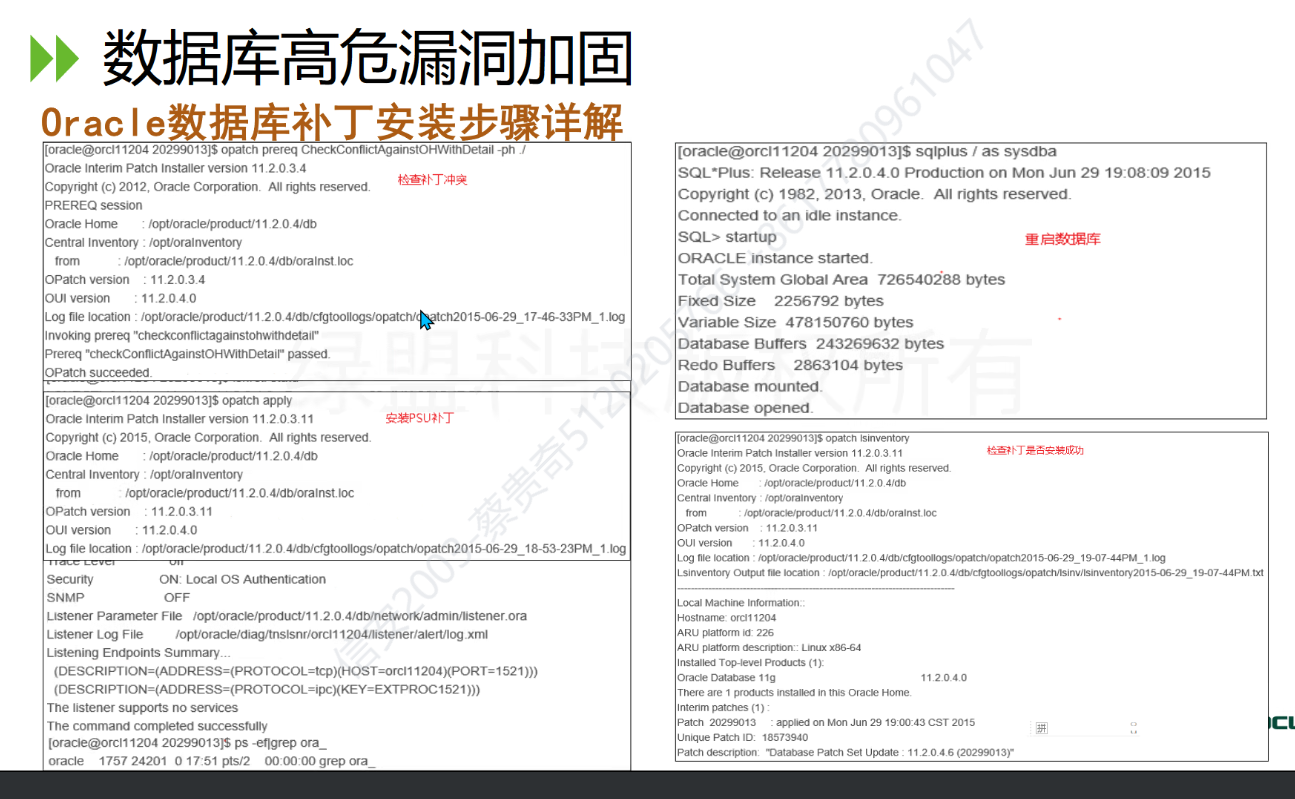 数据库高危漏洞加固
Oracle数据库补丁安装步骤详解
[oracle@orcl11204 20299013]$ opatch prereq CheckConflictAgainstOHWithDetail -ph ./
Oracle Interim Patch Installer version 11.2.0.3.4
Copyright (c) 2012, Oracle Corporation.  All rights reserved.
检查补丁冲突
PREREQ session
Oracle Home : /opt/oracle/product/11.2.0.4/db
Central Inventory : /opt/oraInventory
from : /opt/oracle/product/11.2.0.4/db/oraInst.loc
OPatch version : 11.2.0.3.4
OUI version : 11.2.0.4.0
Log file location : /opt/oracle/product/11.2.0.4/db/cfgtoollogs/opatch/opatch2015-06-29_17-46-33PM_1.log
Invoking prereq "checkconflictagainstohwithdetail"
Prereq "checkConflictAgainstOHWithDetail" passed.
OPatch succeeded.
[oracle@orcl11204 20299013]$ opatch apply
Oracle Interim Patch Installer version 11.2.0.3.11
安装PSU补丁
Copyright (c) 2015, Oracle Corporation.  All rights reserved.
Oracle Home : /opt/oracle/product/11.2.0.4/db
Central Inventory : /opt/oraInventory
from : /opt/oracle/product/11.2.0.4/db/oraInst.loc
OPatch version : 11.2.0.3.11
OUI version : 11.2.0.4.0
Log file location : /opt/oracle/product/11.2.0.4/db/cfgtoollogs/opatch/opatch2015-06-29_18-53-23PM_1.log
Trace Level off
Security ON: Local OS Authentication
SNMP OFF
Listener Parameter File /opt/oracle/product/11.2.0.4/db/network/admin/listener.ora
Listener Log File /opt/oracle/diag/tnslsnr/orcl11204/listener/alert/log.xml
Listening Endpoints Summary...
(DESCRIPTION=(ADDRESS=(PROTOCOL=tcp)(HOST=orcl11204)(PORT=1521)))
(DESCRIPTION=(ADDRESS=(PROTOCOL=ipc)(KEY=EXTPROC1521)))
The listener supports no services
The command completed successfully
[oracle@orcl11204 20299013]$ ps -ef|grep ora_
oracle 1757 24201 0 17:51 pts/2 00:00:00 grep ora_
[oracle@orcl11204 20299013]$ sqlplus / as sysdba
SQL*Plus: Release 11.2.0.4.0 Production on Mon Jun 29 19:08:09 2015
Copyright (c) 1982, 2013, Oracle.  All rights reserved.
Connected to an idle instance.
SQL> startup
重启数据库
ORACLE instance started.
Total System Global Area 726540288 bytes
Fixed Size 2256792 bytes
Variable Size 478150760 bytes
Database Buffers 243269632 bytes
Redo Buffers 2863104 bytes
Database mounted.
Database opened.
[oracle@orcl11204 20299013]$ opatch lsinventory
Oracle Interim Patch Installer version 11.2.0.3.11
检查补丁是否安装成功
Copyright (c) 2015, Oracle Corporation.  All rights reserved.
Oracle Home : /opt/oracle/product/11.2.0.4/db
Central Inventory : /opt/oraInventory
from : /opt/oracle/product/11.2.0.4/db/oraInst.loc
OPatch version : 11.2.0.3.11
OUI version : 11.2.0.4.0
Log file location : /opt/oracle/product/11.2.0.4/db/cfgtoollogs/opatch/opatch2015-06-29_19-07-44PM_1.log
Lsinventory Output file location : /opt/oracle/product/11.2.0.4/db/cfgtoollogs/opatch/lsinv/lsinventory2015-06-29_19-07-44PM.txt
--------------------------------------------------------------------------------
Local Machine Information::
Hostname: orcl11204
ARU platform id: 226
ARU platform description:: Linux x86-64
Installed Top-level Products (1):
Oracle Database 11g 11.2.0.4.0
There are 1 products installed in this Oracle Home.
Interim patches (1) :
Patch 20299013 : applied on Mon Jun 29 19:00:43 CST 2015
Unique Patch ID: 18573940
Patch description: "Database Patch Set Update : 11.2.0.4.6 (20299013)"
绿盟科技版权所有